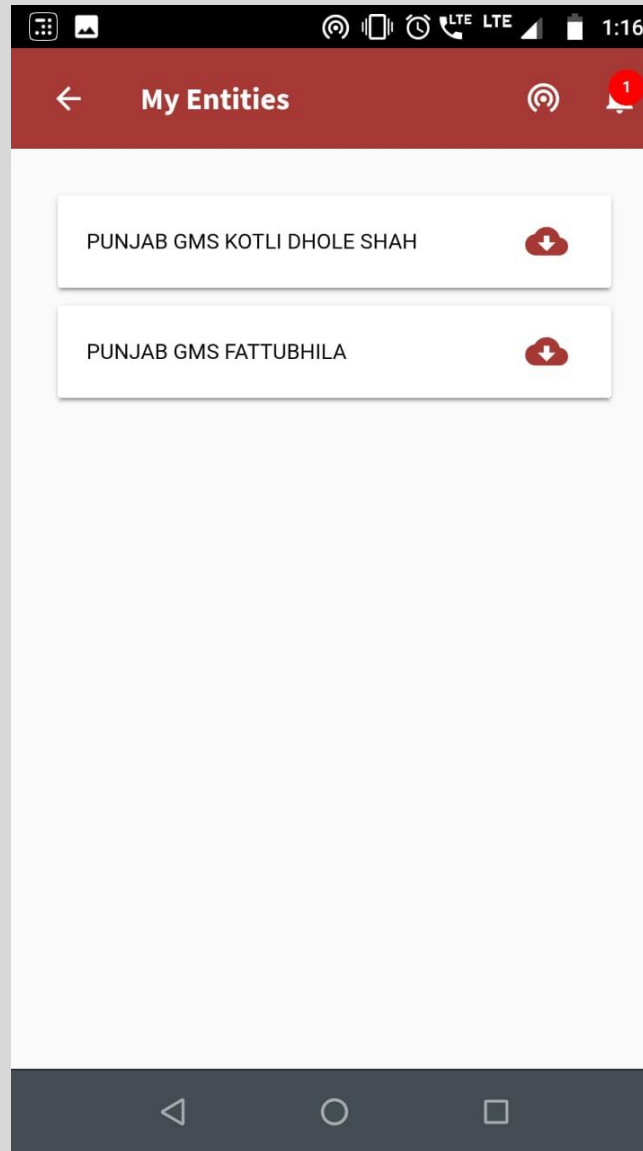 LTE LTE 1:16
My Entities
1
PUNJAB GMS KOTLI DHOLE SHAH
PUNJAB GMS FATTUBHILA